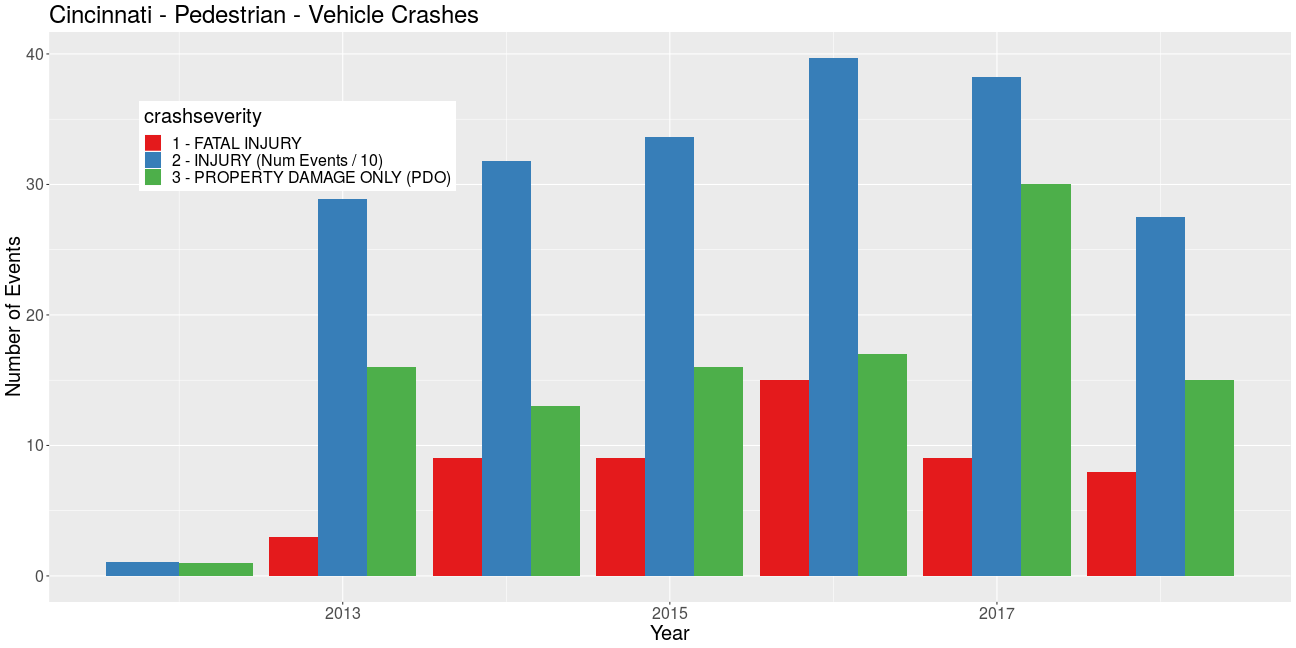 Cincinnati - Pedestrian - Vehicle Crashes
40
crashseverity
1 - FATAL INJURY
2 - INJURY (Num Events / 10)
3 - PROPERTY DAMAGE ONLY (PDO)
30
Number of Events
20
10
0
2013 2015 2017
Year